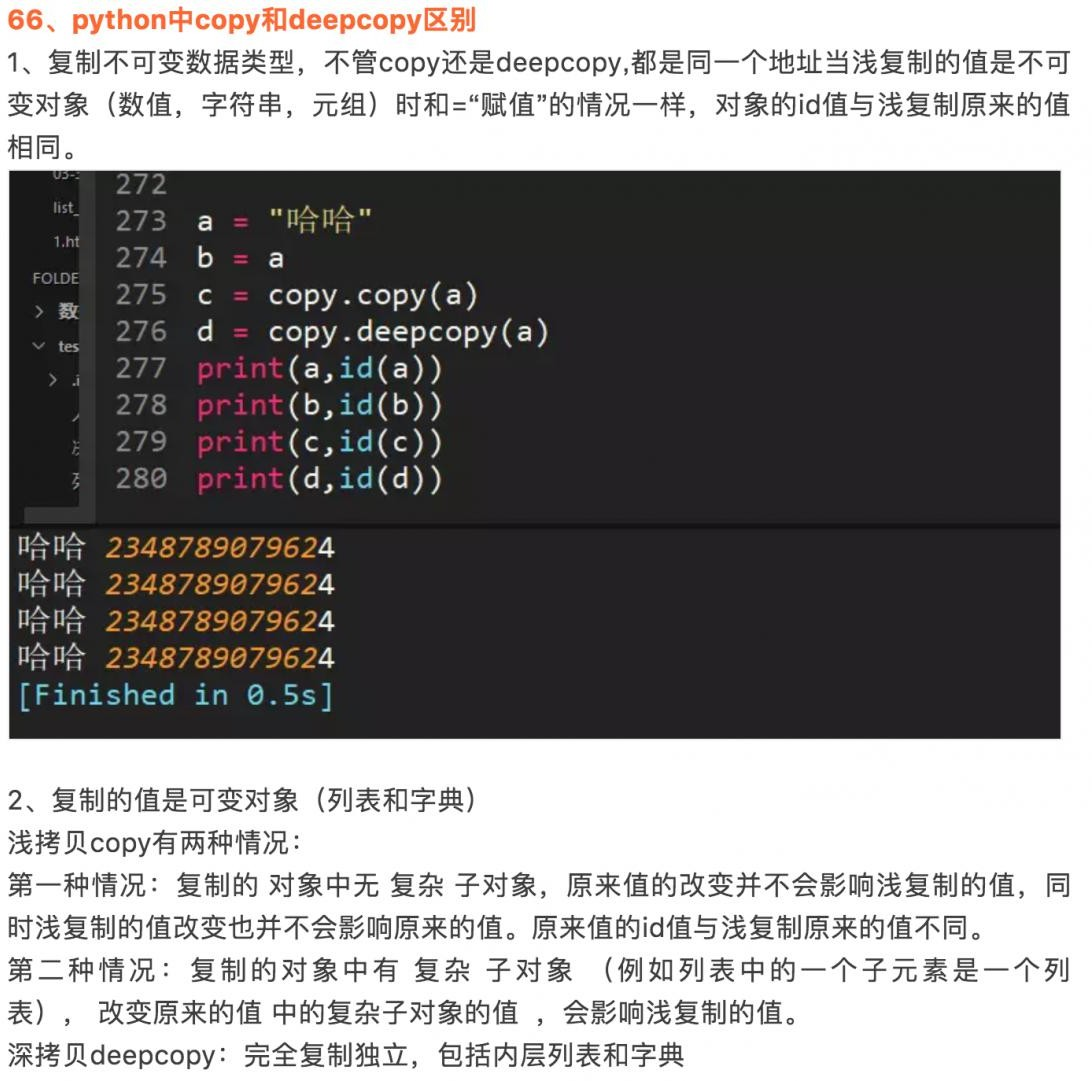 66、python中copy和deepcopy区别
1、复制不可变数据类型，不管copy还是deepcopy,都是同一个地址当浅复制的值是不可
变对象（数值，字符串，元组）时和=“赋值”的情况一样，对象的id值与浅复制原来的值
相同。
list_
1.ht
FOLDE
数
tes
272
273 a = "哈哈"
274 b = a
275 c = copy.copy(a)
276 d = copy.deepcopy(a)
277 print(a,id(a))
278 print(b,id(b))
279 print(c,id(c))
280 print(d,id(d))
哈哈 2348789079624
哈哈 2348789079624
哈哈 2348789079624
哈哈 2348789079624
[Finished in 0.5s]
2、复制的值是可变对象（列表和字典）
浅拷贝copy有两种情况：
第一种情况：复制的 对象中无 复杂 子对象，原来值的改变并不会影响浅复制的值，同
时浅复制的值改变也并不会影响原来的值。原来值的id值与浅复制原来的值不同。
第二种情况：复制的对象中有 复杂 子对象 （例如列表中的一个子元素是一个列
表）， 改变原来的值 中的复杂子对象的值 ，会影响浅复制的值。
深拷贝deepcopy：完全复制独立，包括内层列表和字典